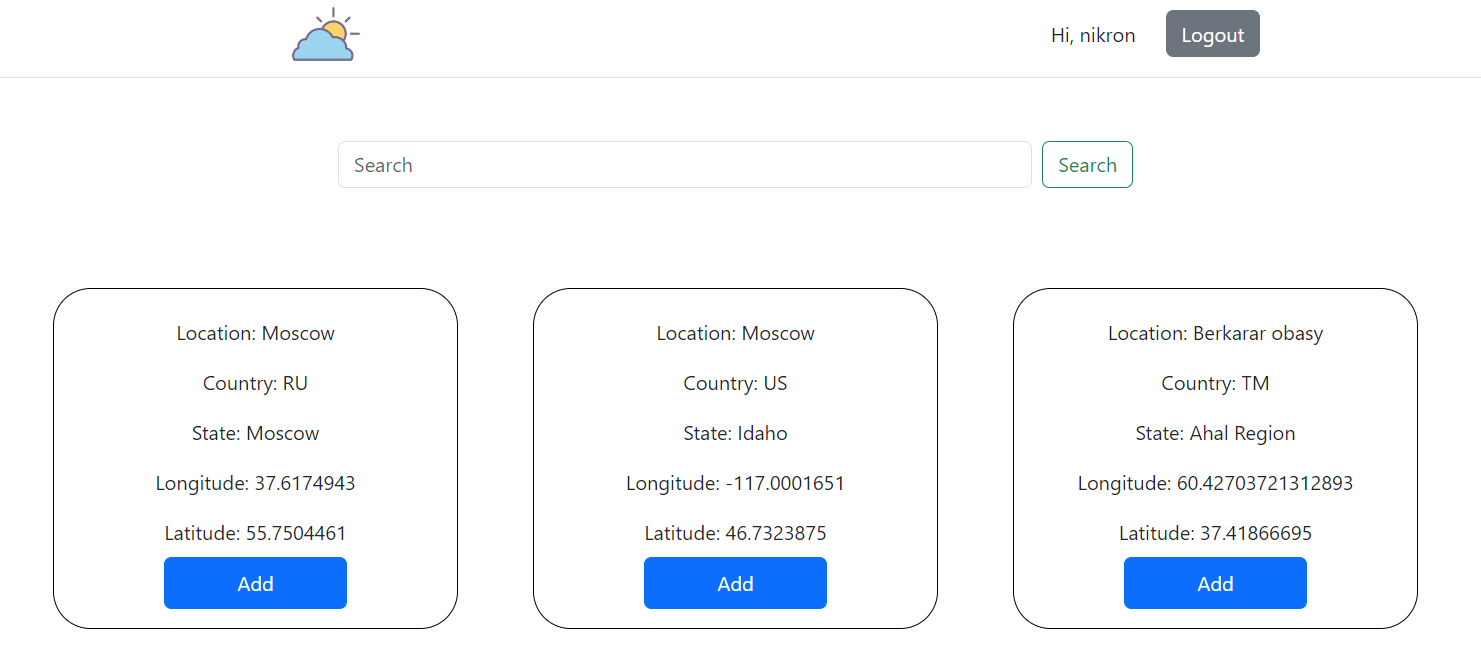 Hi, nikron
Logout
Search
Search
Location: Moscow
Country: RU
State: Moscow
Longitude: 37.6174943
Latitude: 55.7504461
Add
Location: Moscow
Country: US
State: Idaho
Longitude: -117.0001651
Latitude: 46.7323875
Add
Location: Berkarar obasy
Country: TM
State: Ahal Region
Longitude: 60.42703721312893
Latitude: 37.41866695
Add